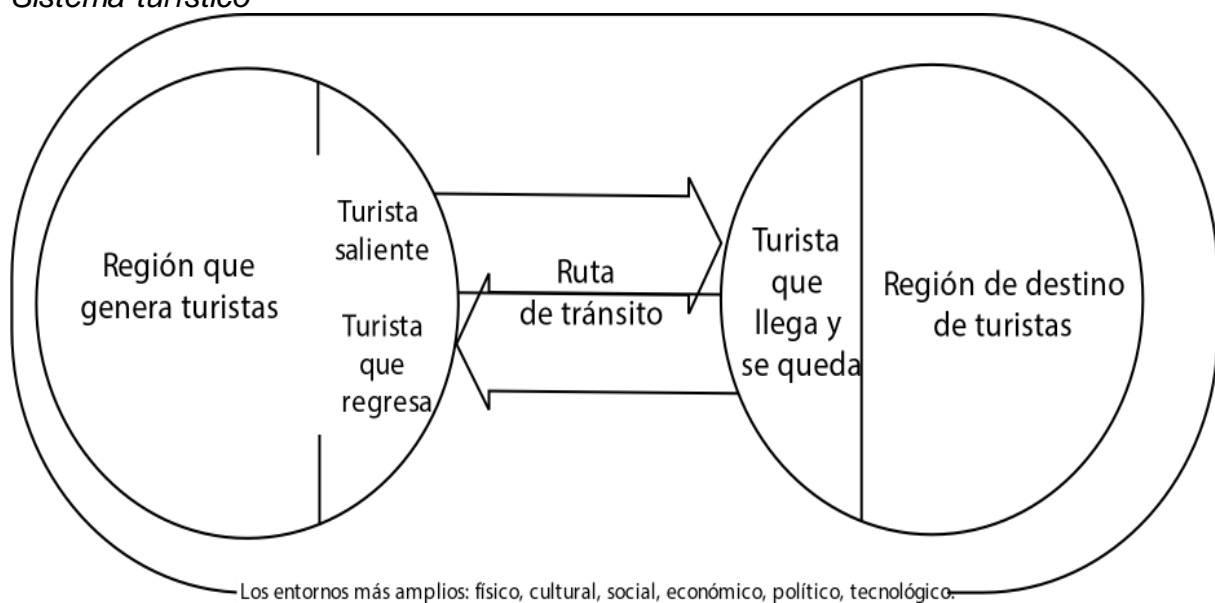 Sistema turístico
Región que
genera turistas
Turista
saliente
Turista
que
regresa
Ruta
de tránsito
Turista
que
llega y
se queda
Región de destino
de turistas
Los entornos más amplios: físico, cultural, social, económico, político, tecnológico.